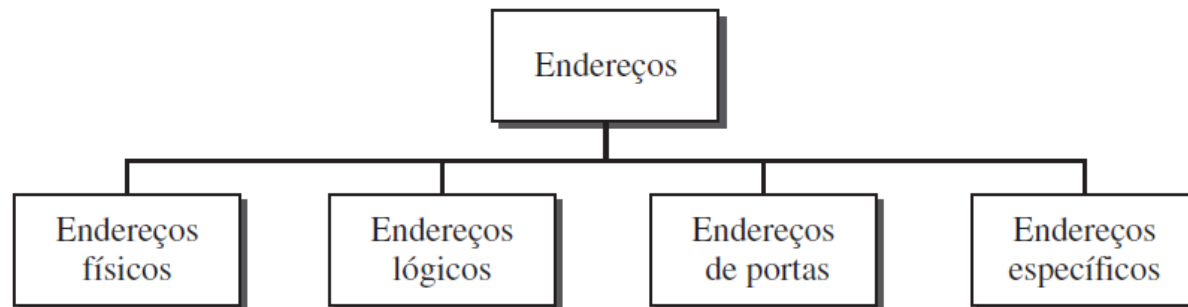 Endereços
Endereços
físicos
Endereços
lógicos
Endereços
de portas
Endereços
específicos